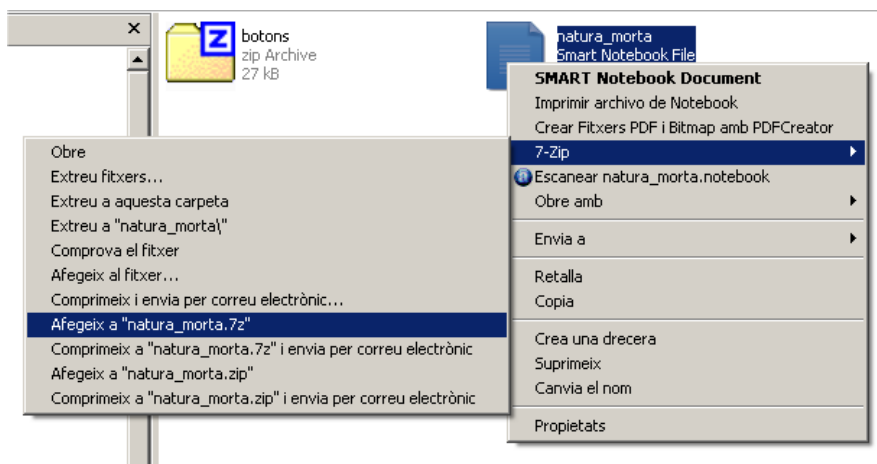 botons
zip Archive
27 kB
natura_morta
Smart Notebook File
SMART Notebook Document
Imprimir archivo de Notebook
Crear Fitxers PDF i Bitmap amb PDFCreator
7-Zip
Escanear natura_morta.notebook
Obre amb
Envia a
Retalla
Copia
Crea una drecera
Suprimeix
Canvia el nom
Propietats
Obre
Extreu fitxers...
Extreu a aquesta carpeta
Extreu a "natura_morta\"
Comprova el fitxer
Afegeix al fitxer...
Comprimeix i envia per correu electrònic...
Afegeix a "natura_morta.7z"
Comprimeix a "natura_morta.7z" i envia per correu electrònic
Afegeix a "natura_morta.zip"
Comprimeix a "natura_morta.zip" i envia per correu electrònic